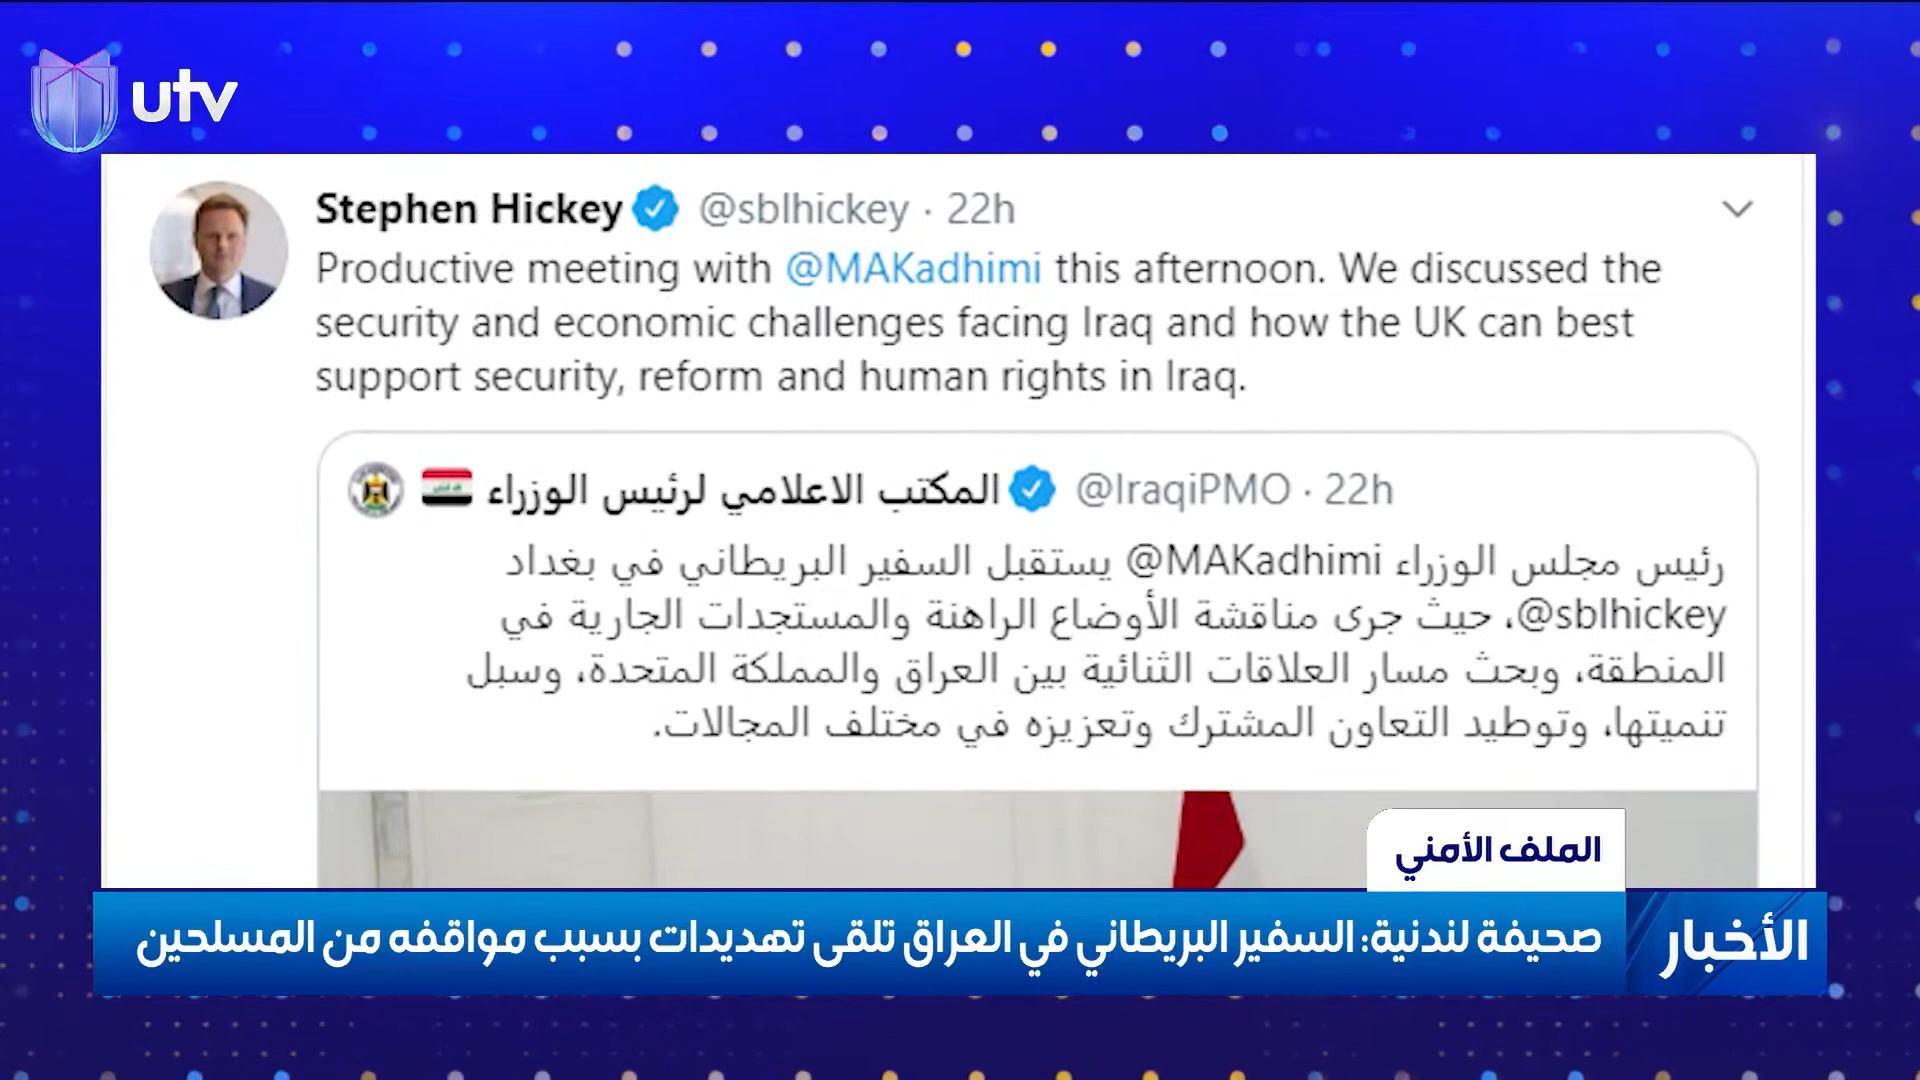 utv
Stephen Hickey @sblhickey · 22h
Productive meeting with @MAKadhimi this afternoon. We discussed the
security and economic challenges facing Iraq and how the UK can best
support security, reform and human rights in Iraq.
المكتب الاعلامي لرئيس الوزراء @IraqiPMO · 22h
رئيس مجلس الوزراء @MAKadhimi يستقبل السفير البريطاني في بغداد
@sblhickey، حيث جرى مناقشة الأوضاع الراهنة والمستجدات الجارية في
المنطقة، وبحث مسار العلاقات الثنائية بين العراق والمملكة المتحدة، وسبل
تنميتها، وتوطيد التعاون المشترك وتعزيزه في مختلف المجالات.
الملف الأمني
الأخبار
صحيفة لندنية: السفير البريطاني في العراق تلقى تهديدات بسبب مواقفه من المسلحين